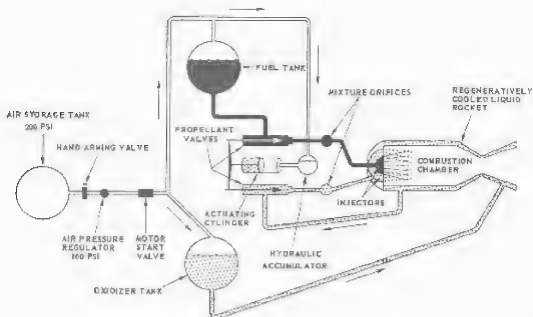 FUEL TANK
MIXTURE ORIFICES
REGENERATIVELY
COOLED LIQUID
ROCKET
AIR STORAGE TANK
200 PSI
HAND ARMING VALVE
PROPELLANT
VALVES
COMBUSTION
CHAMBER
INJECTORS
ACTUATING
CYLINDER
HYDRAULIC
ACCUMULATOR
AIR PRESSURE
REGULATOR
100 PSI
MOTOR
START
VALVE
OXIDIZER TANK